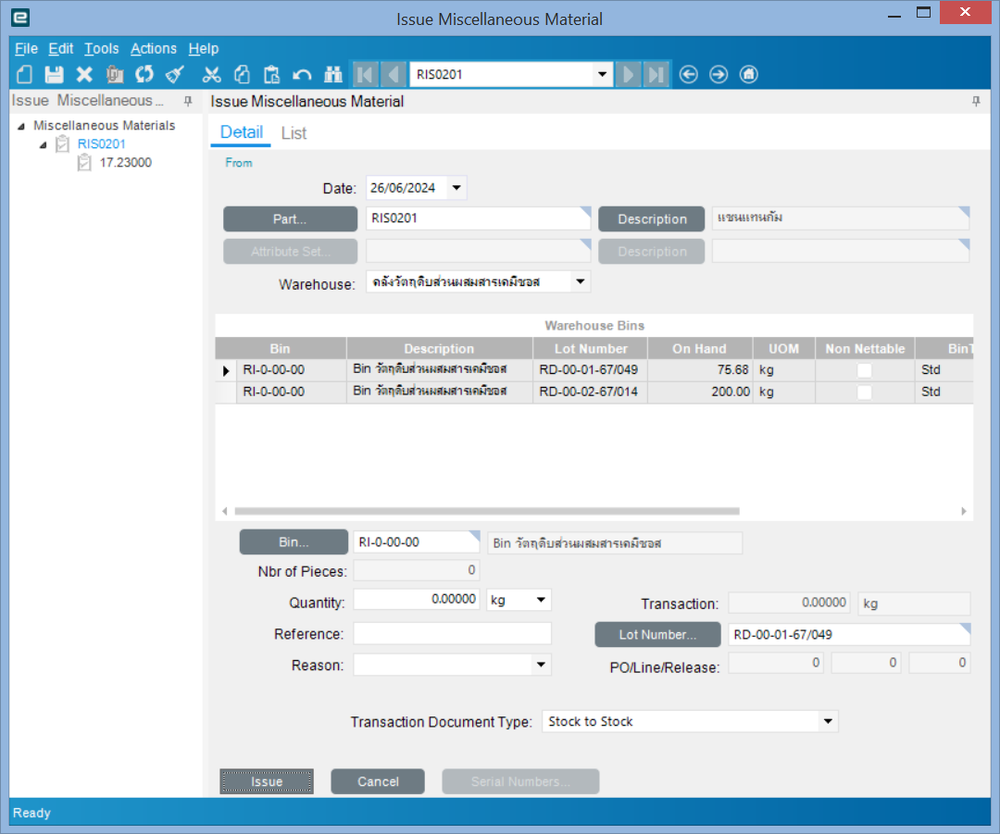 Issue Miscellaneous Material
File Edit Tools Actions Help
RIS0201
Issue Miscellaneous ...
Issue Miscellaneous Material
Miscellaneous Materials
RIS0201
17.23000
Detail List
From
Date: 26/06/2024
Part... RIS0201 Description แซนแทนกัม
Attribute Set... Description
Warehouse: คลังวัตถุดิบส่วนผสมสารเคมีซอส
Warehouse Bins
Bin Description Lot Number On Hand UOM Non Nettable BinT
RI-0-00-00 Bin วัตถุดิบส่วนผสมสารเคมีซอส RD-00-01-67/049 75.68 kg Std
RI-0-00-00 Bin วัตถุดิบส่วนผสมสารเคมีซอส RD-00-02-67/014 200.00 kg Std
Bin... RI-0-00-00 Bin วัตถุดิบส่วนผสมสารเคมีซอส
Nbr of Pieces: 0
Quantity: 0.00000 kg Transaction: 0.00000 kg
Reference: Lot Number... RD-00-01-67/049
Reason: PO/Line/Release: 0 0 0
Transaction Document Type: Stock to Stock
Issue Cancel Serial Numbers...
Ready